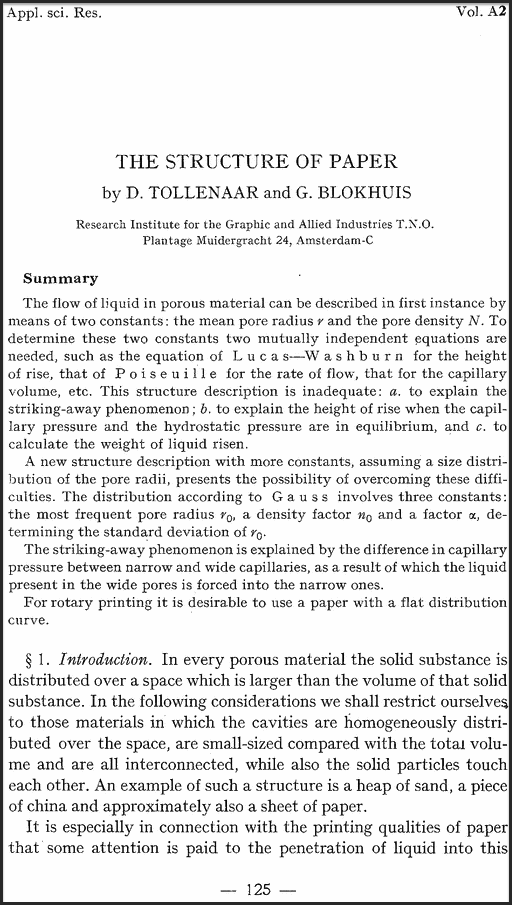 Appl. sci. Res.
Vol. A2
THE STRUCTURE OF PAPER
by D. TOLLENAAR and G. BLOKHUIS
Research Institute for the Graphic and Allied Industries T.N.O.
Plantage Muidergracht 24, Amsterdam-C
Summary
The flow of liquid in porous material can be described in first instance by
means of two constants: the mean pore radius r and the pore density N. To
determine these two constants two mutually independent equations are
needed, such as the equation of Lucas—Washburn for the height
of rise, that of Poiseuille for the rate of flow, that for the capillary
volume, etc. This structure description is inadequate: a. to explain the
striking-away phenomenon; b. to explain the height of rise when the capil-
lary pressure and the hydrostatic pressure are in equilibrium, and c. to
calculate the weight of liquid risen.
A new structure description with more constants, assuming a size distri-
bution of the pore radii, presents the possibility of overcoming these diffi-
culties. The distribution according to Gauss involves three constants:
the most frequent pore radius r₀, a density factor n₀ and a factor α, de-
termining the standard deviation of r₀.
The striking-away phenomenon is explained by the difference in capillary
pressure between narrow and wide capillaries, as a result of which the liquid
present in the wide pores is forced into the narrow ones.
For rotary printing it is desirable to use a paper with a flat distribution
curve.
§ 1. Introduction. In every porous material the solid substance is
distributed over a space which is larger than the volume of that solid
substance. In the following considerations we shall restrict ourselves
to those materials in which the cavities are homogeneously distri-
buted over the space, are small-sized compared with the total volu-
me and are all interconnected, while also the solid particles touch
each other. An example of such a structure is a heap of sand, a piece
of china and approximately also a sheet of paper.
It is especially in connection with the printing qualities of paper
that some attention is paid to the penetration of liquid into this
— 125 —